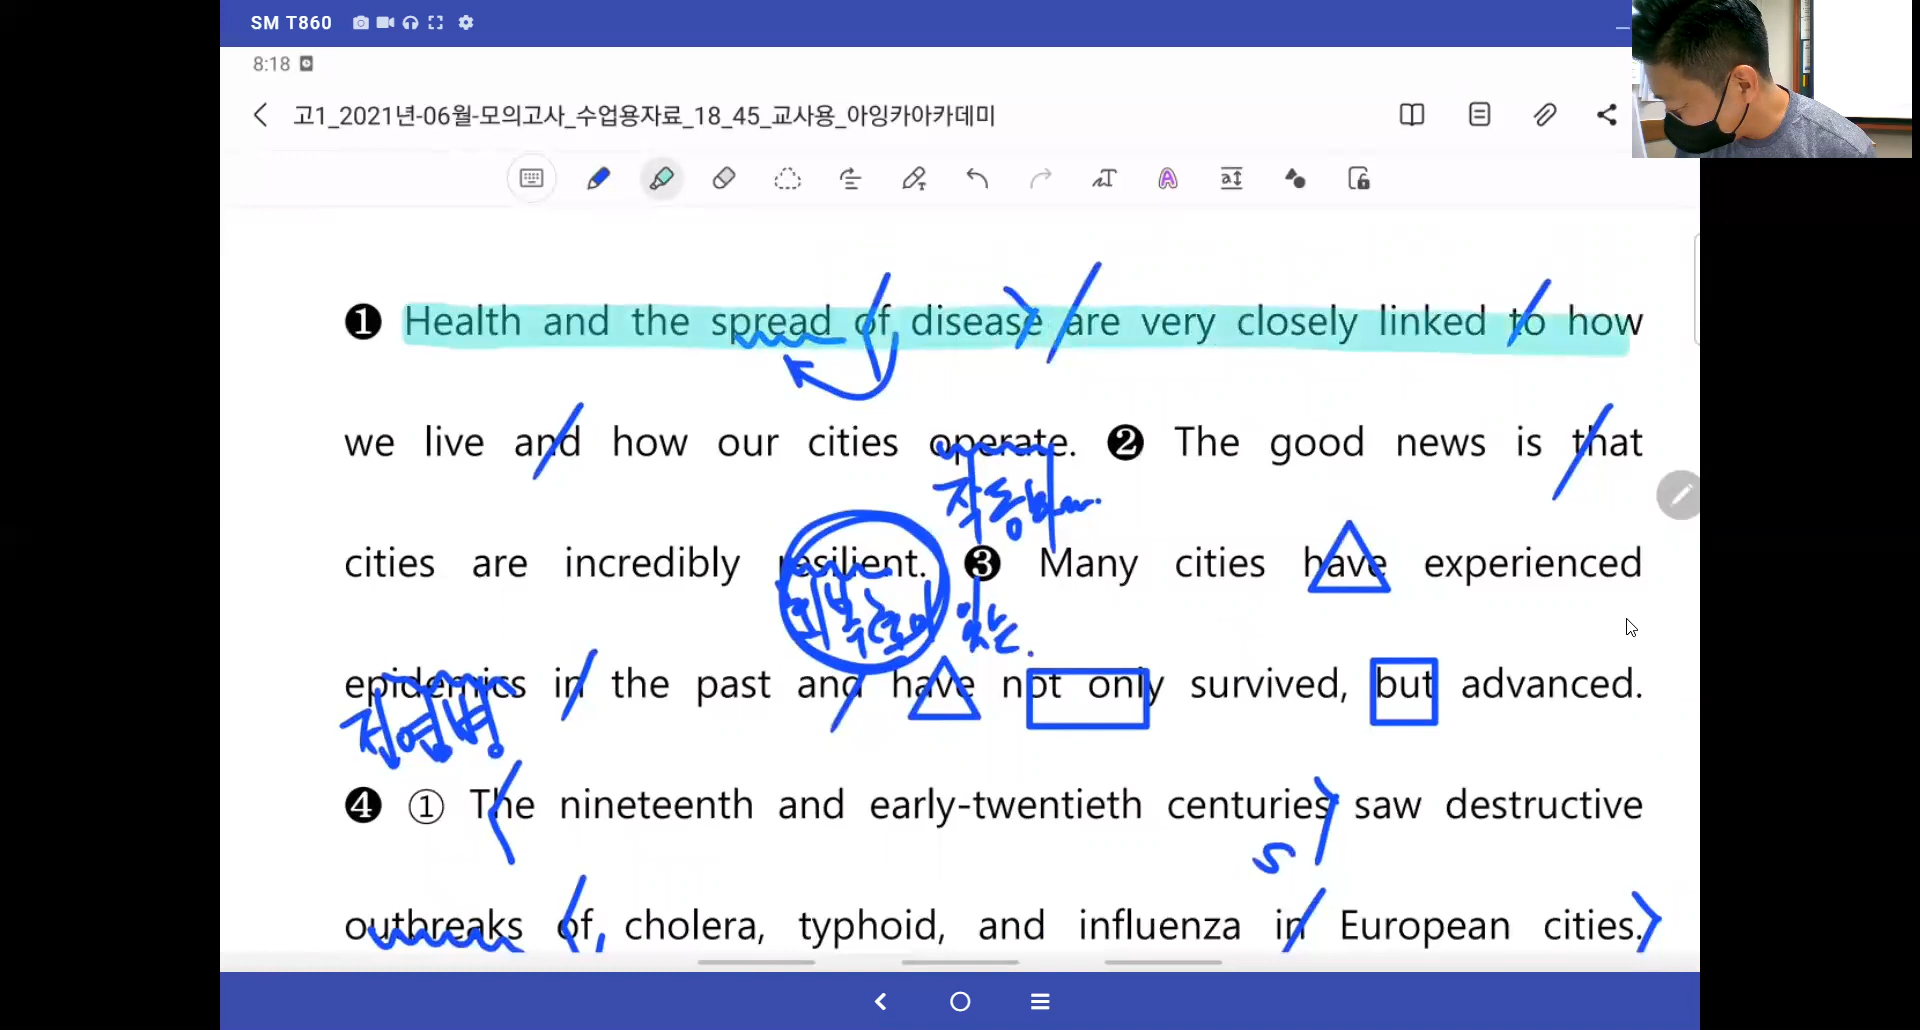 SM T860
8:18
고1_2021년-06월-모의고사_수업용자료_18_45_교사용_아잉카아카데미
❶ Health and the spread of disease are very closely linked to how
we live and how our cities operate. ❷ The good news is that
작동방식
cities are incredibly resilient. ❸ Many cities have experienced
회복력이 있는
epidemics in the past and have not only survived, but advanced.
전염병
❹ ① The nineteenth and early-twentieth centuries saw destructive
S
outbreaks of cholera, typhoid, and influenza in European cities.